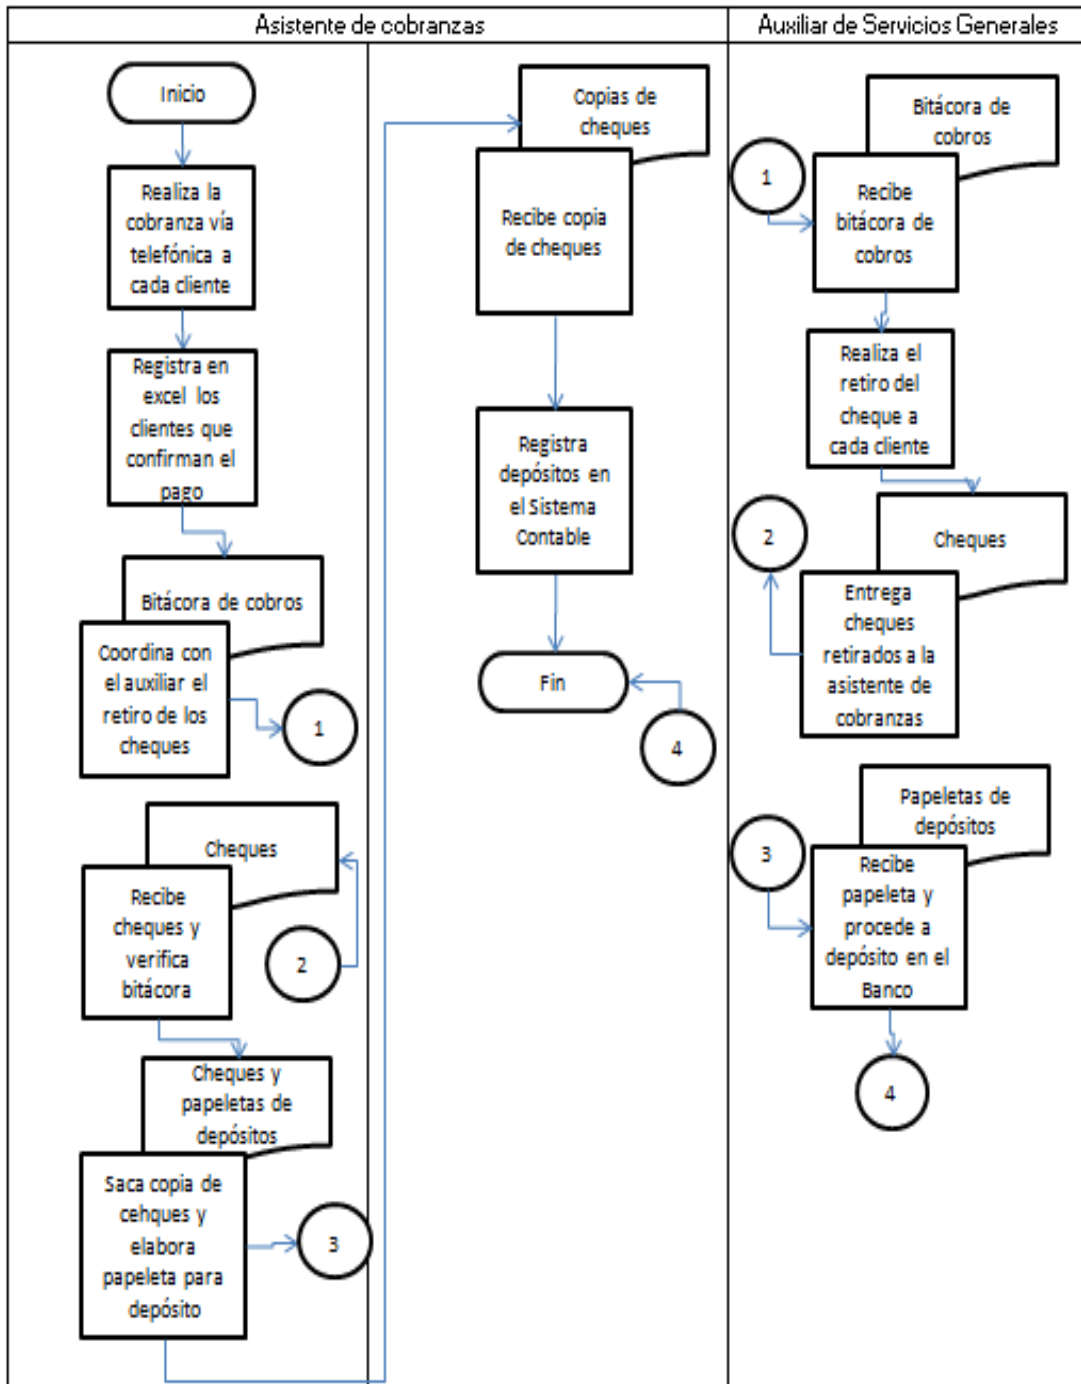 Asistente de cobranzas
Auxiliar de Servicios Generales
Inicio
Realiza la
cobranza vía
telefónica a
cada cliente
Registra en
excel los
clientes que
confirman el
pago
Bitácora de cobros
Coordina con
el auxiliar el
retiro de los
cheques
1
Cheques
Recibe
cheques y
verifica
bitácora
2
Cheques y
papeletas de
depósitos
Saca copia de
cehques y
elabora
papeleta para
depósito
3
Copias de
cheques
Recibe copia
de cheques
Registra
depósitos en
el Sistema
Contable
Fin
4
Bitácora de
cobros
1
Recibe
bitácora de
cobros
Realiza el
retiro del
cheque a
cada cliente
2
Cheques
Entrega
cheques
retirados a la
asistente de
cobranzas
Papeletas de
depósitos
3
Recibe
papeleta y
procede a
depósito en el
Banco
4